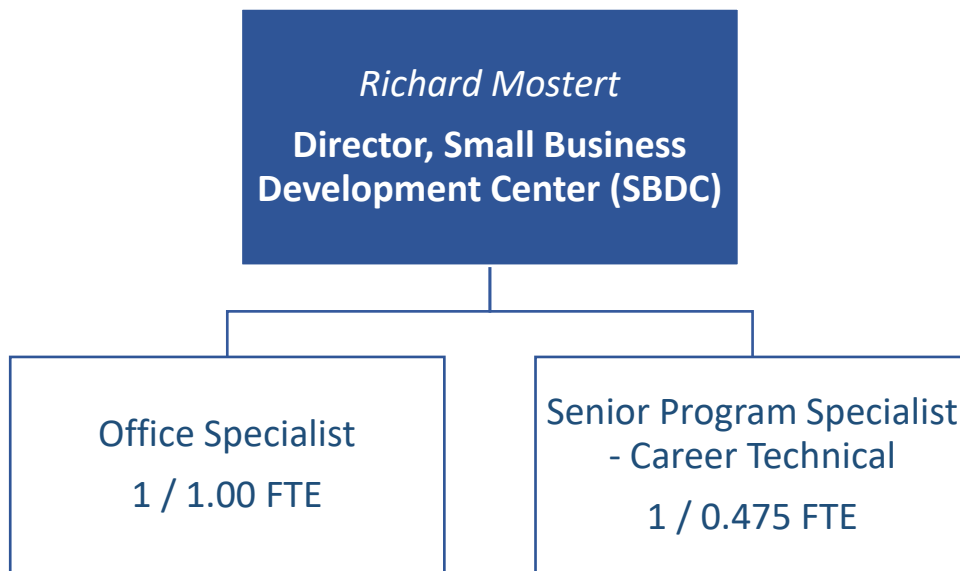 Richard Mostert
Director, Small Business
Development Center (SBDC)
Office Specialist
1 / 1.00 FTE
Senior Program Specialist
- Career Technical
1 / 0.475 FTE